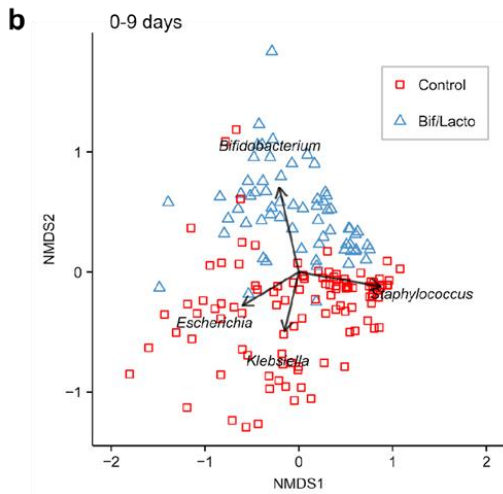 b
0-9 days
Control
Bif/Lacto
Bifidobacterium
Staphylococcus
Escherichia
Klebsiella
NMDS2
1
0
−1
−2
−1
0
1
2
NMDS1